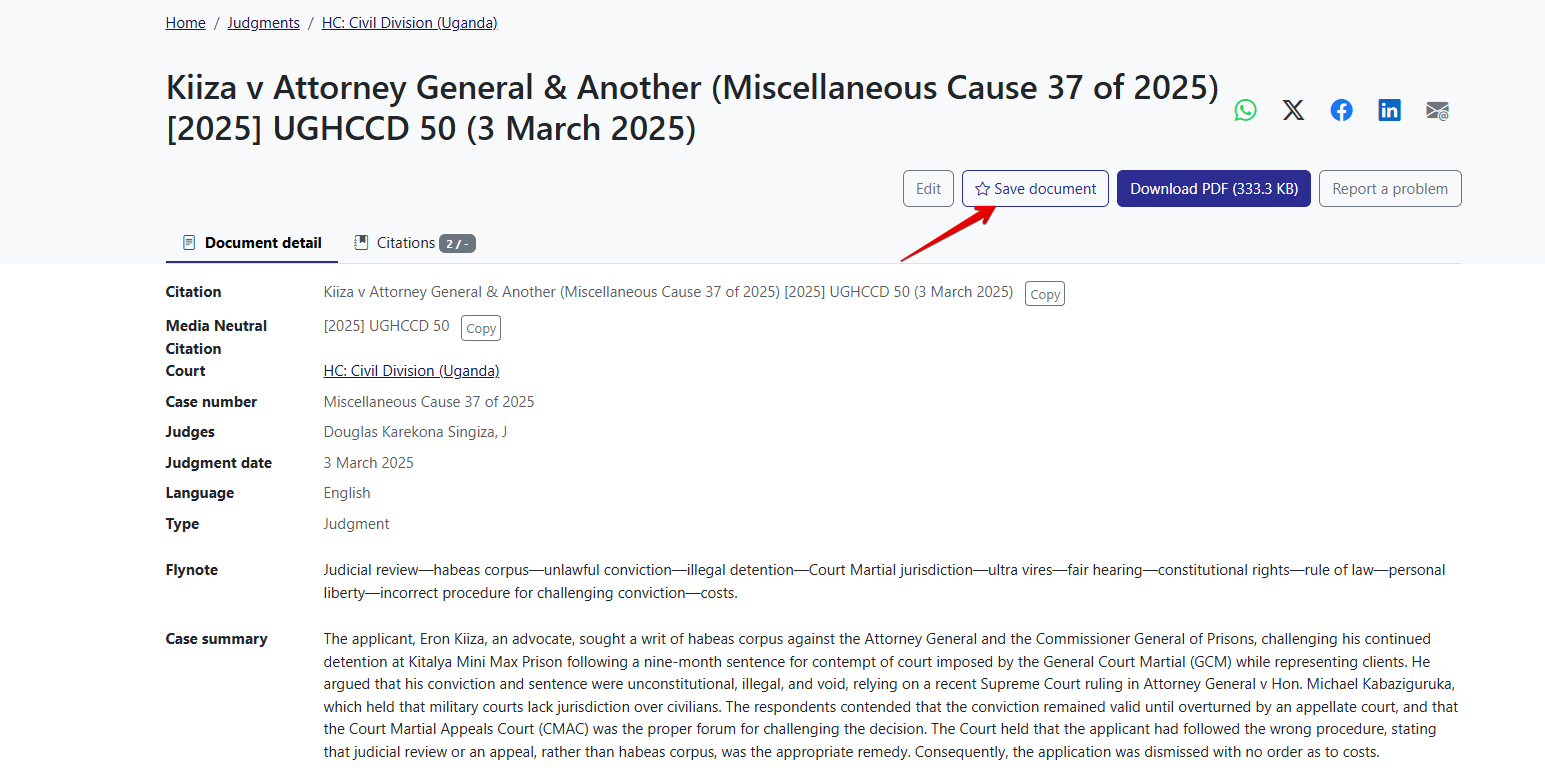 Home / Judgments / HC: Civil Division (Uganda)
Kiiza v Attorney General & Another (Miscellaneous Cause 37 of 2025)
[2025] UGHCCD 50 (3 March 2025)
Edit Save document Download PDF (333.3 KB) Report a problem
Document detail Citations 2 / -
Citation Kiiza v Attorney General & Another (Miscellaneous Cause 37 of 2025) [2025] UGHCCD 50 (3 March 2025) Copy
Media Neutral [2025] UGHCCD 50 Copy
Citation
Court HC: Civil Division (Uganda)
Case number Miscellaneous Cause 37 of 2025
Judges Douglas Karekona Singiza, J
Judgment date 3 March 2025
Language English
Type Judgment
Flynote Judicial review—habeas corpus—unlawful conviction—illegal detention—Court Martial jurisdiction—ultra vires—fair hearing—constitutional rights—rule of law—personal
liberty—incorrect procedure for challenging conviction—costs.
Case summary The applicant, Eron Kiiza, an advocate, sought a writ of habeas corpus against the Attorney General and the Commissioner General of Prisons, challenging his continued
detention at Kitalya Mini Max Prison following a nine-month sentence for contempt of court imposed by the General Court Martial (GCM) while representing clients. He
argued that his conviction and sentence were unconstitutional, illegal, and void, relying on a recent Supreme Court ruling in Attorney General v Hon. Michael Kabaziguruka,
which held that military courts lack jurisdiction over civilians. The respondents contended that the conviction remained valid until overturned by an appellate court, and that
the Court Martial Appeals Court (CMAC) was the proper forum for challenging the decision. The Court held that the applicant had followed the wrong procedure, stating
that judicial review or an appeal, rather than habeas corpus, was the appropriate remedy. Consequently, the application was dismissed with no order as to costs.